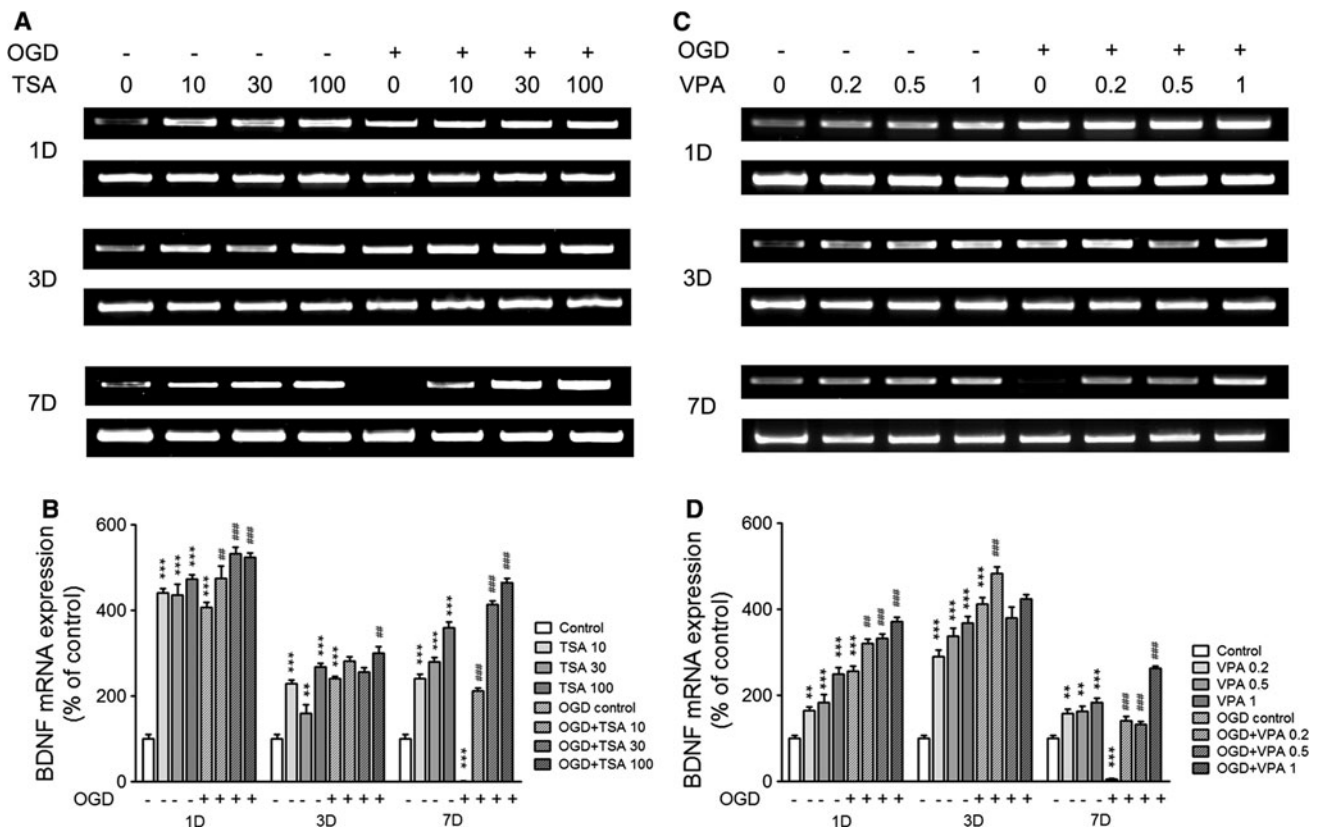 A
OGD - - - - + + + +
TSA 0 10 30 100 0 10 30 100
1D
3D
7D
B
BDNF mRNA expression
(% of control)
600
400
200
0
*** *** *** *** ## ### ###
*** ** *** *** ##
*** *** *** *** ### ### ###
Control
TSA 10
TSA 30
TSA 100
OGD control
OGD+TSA 10
OGD+TSA 30
OGD+TSA 100
OGD - - - - + + + + - - - - + + + + - - - - + + + +
1D 3D 7D
C
OGD - - - - + + + +
VPA 0 0.2 0.5 1 0 0.2 0.5 1
1D
3D
7D
D
BDNF mRNA expression
(% of control)
600
400
200
0
** *** *** *** ## ### ###
*** *** *** *** ###
** ** *** *** ### ### ###
Control
VPA 0.2
VPA 0.5
VPA 1
OGD control
OGD+VPA 0.2
OGD+VPA 0.5
OGD+VPA 1
OGD - - - - + + + + - - - - + + + + - - - - + + + +
1D 3D 7D